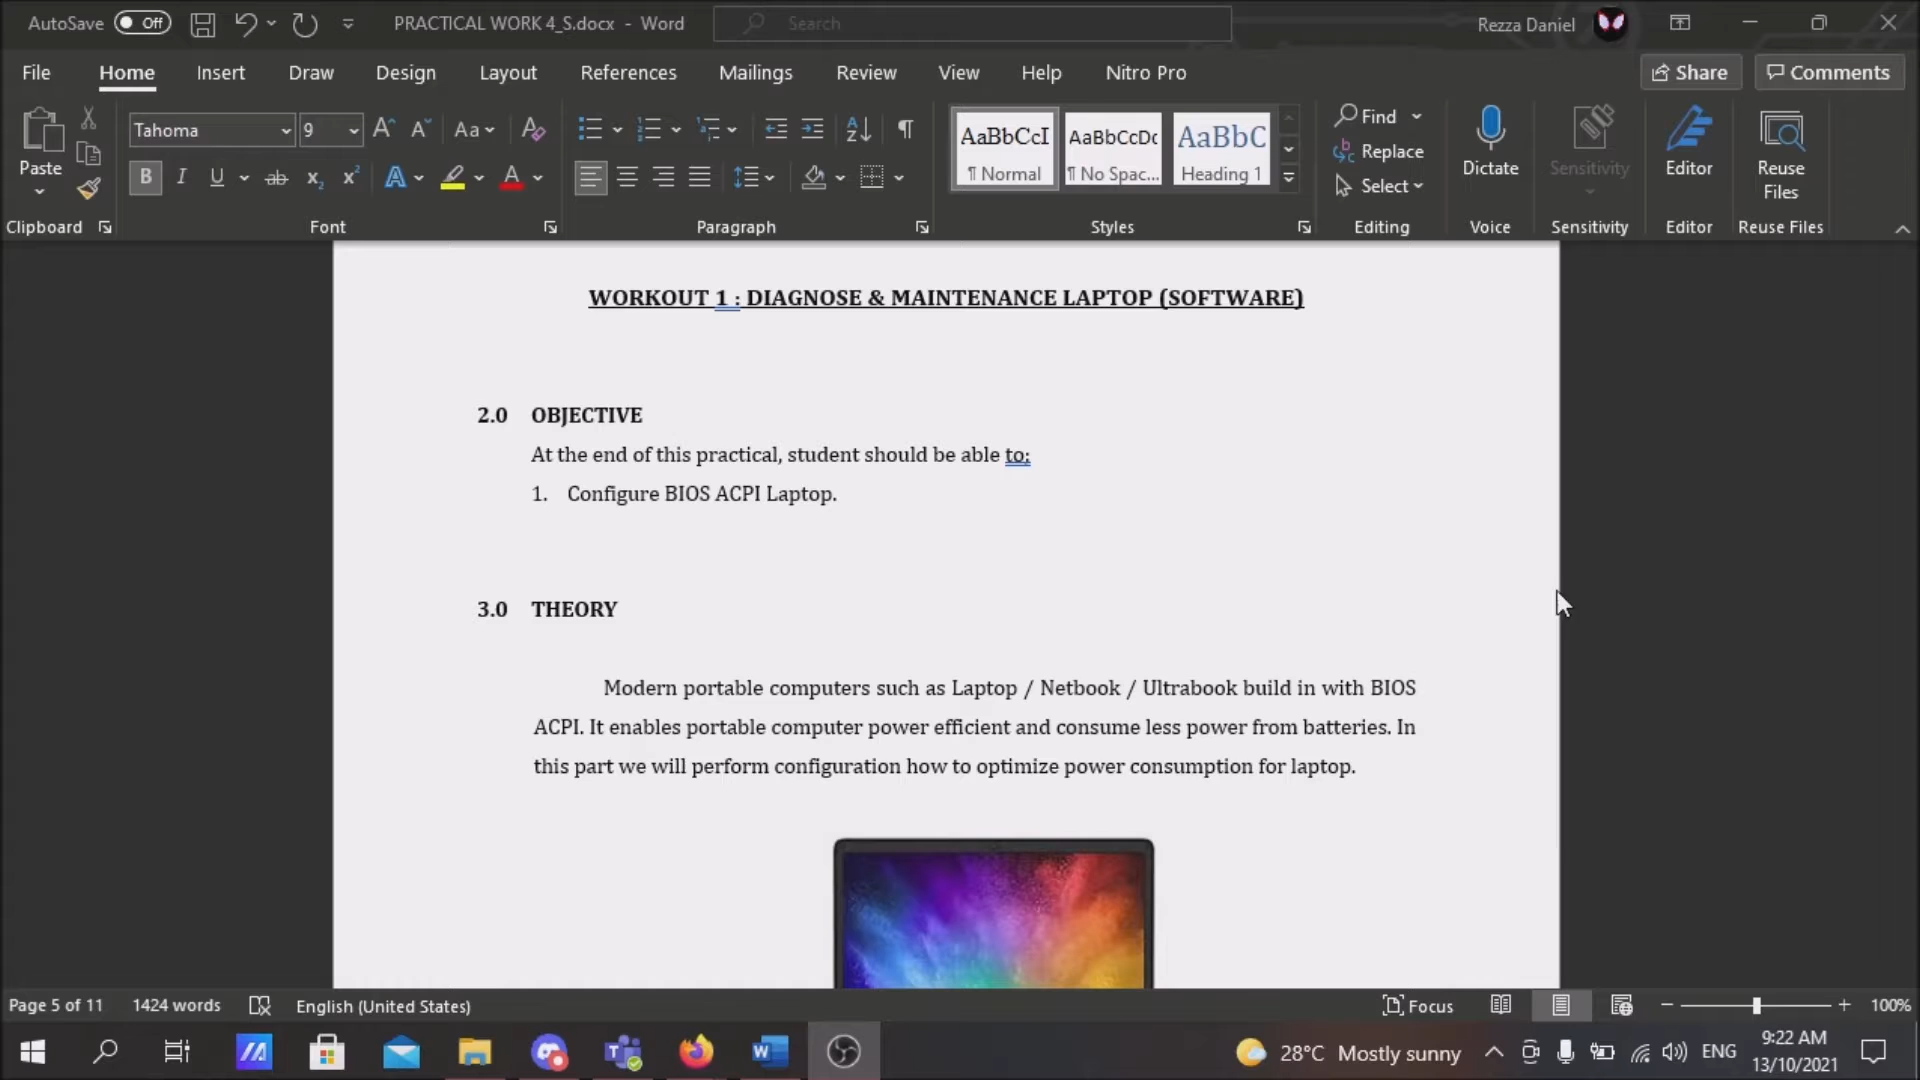 AutoSave Off PRACTICAL WORK 4_S.docx - Word Search Rezza Daniel
File Home Insert Draw Design Layout References Mailings Review View Help Nitro Pro Share Comments
Tahoma 9 Aa AaBbCcI AaBbCcDc AaBbC Find
Paste B I U ab x₂ x² A A ¶ Normal ¶ No Spac... Heading 1 Replace Select Dictate Sensitivity Editor Reuse Files
Clipboard Font Paragraph Styles Editing Voice Sensitivity Editor Reuse Files
WORKOUT 1 : DIAGNOSE & MAINTENANCE LAPTOP (SOFTWARE)
2.0 OBJECTIVE
At the end of this practical, student should be able to;
1. Configure BIOS ACPI Laptop.
3.0 THEORY
Modern portable computers such as Laptop / Netbook / Ultrabook build in with BIOS
ACPI. It enables portable computer power efficient and consume less power from batteries. In
this part we will perform configuration how to optimize power consumption for laptop.
Page 5 of 11 1424 words English (United States) Focus 100%
28°C Mostly sunny ENG 9:22 AM
13/10/2021